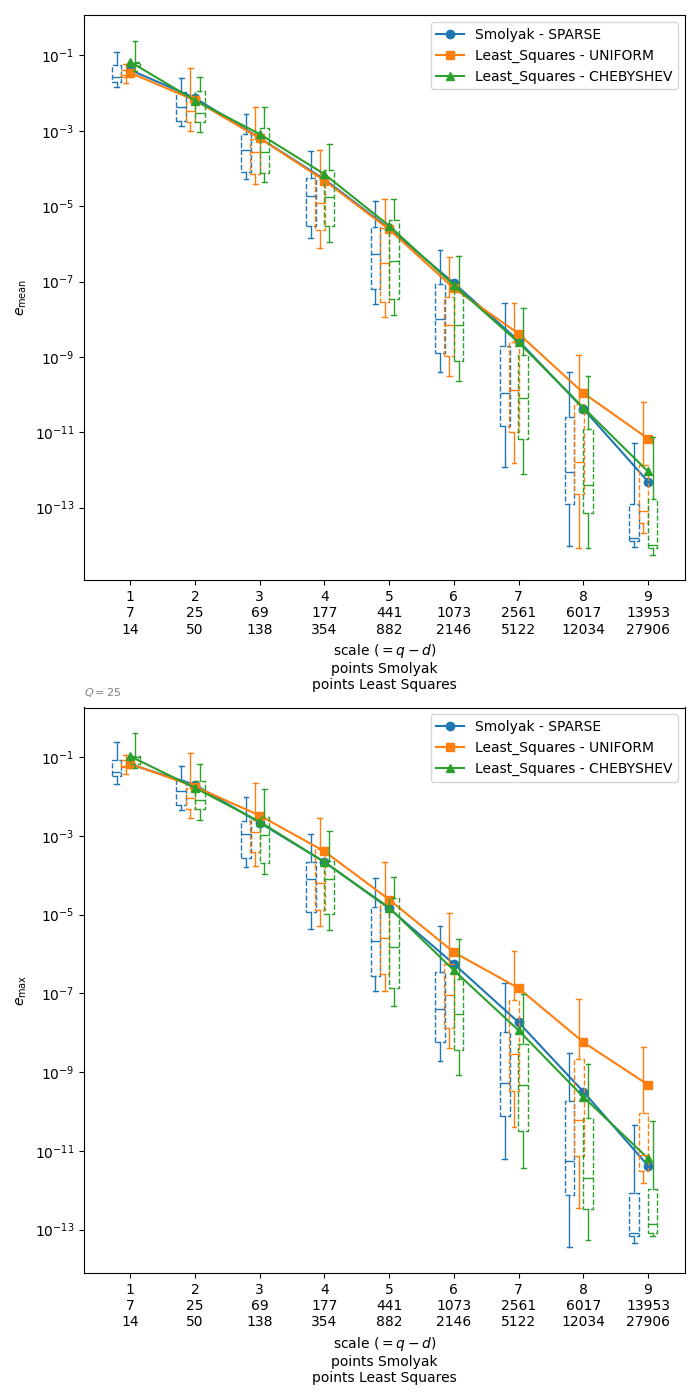 Smolyak - SPARSE
Least_Squares - UNIFORM
Least_Squares - CHEBYSHEV
10⁻¹
10⁻³
10⁻⁵
10⁻⁷
10⁻⁹
10⁻¹¹
10⁻¹³
e_mean
1 2 3 4 5 6 7 8 9
7 25 69 177 441 1073 2561 6017 13953
14 50 138 354 882 2146 5122 12034 27906
scale (= q − d)
points Smolyak
points Least Squares
Q = 25
Smolyak - SPARSE
Least_Squares - UNIFORM
Least_Squares - CHEBYSHEV
10⁻¹
10⁻³
10⁻⁵
10⁻⁷
10⁻⁹
10⁻¹¹
10⁻¹³
e_max
1 2 3 4 5 6 7 8 9
7 25 69 177 441 1073 2561 6017 13953
14 50 138 354 882 2146 5122 12034 27906
scale (= q − d)
points Smolyak
points Least Squares